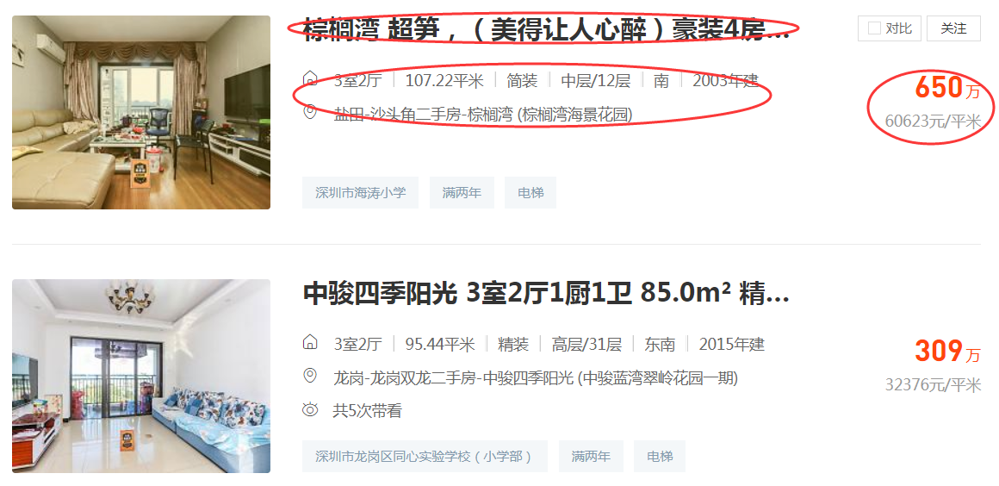 棕榈湾 超笋，（美得让人心醉）豪装4房...
对比
关注
3室2厅 107.22平米 简装 中层/12层 南 2003年建
盐田-沙头角二手房-棕榈湾 (棕榈湾海景花园)
650万
60623元/平米
深圳市海涛小学 满两年 电梯
中骏四季阳光 3室2厅1厨1卫 85.0m² 精...
3室2厅 95.44平米 精装 高层/31层 东南 2015年建
龙岗-龙岗双龙二手房-中骏四季阳光 (中骏蓝湾翠岭花园一期)
共5次带看
309万
32376元/平米
深圳市龙岗区同心实验学校（小学部） 满两年 电梯